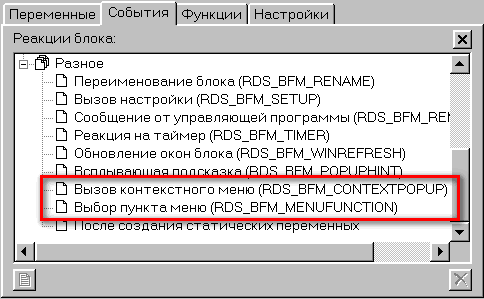 Переменные События Функции Настройки
Реакции блока:
Разное
Переименование блока (RDS_BFM_RENAME)
Вызов настройки (RDS_BFM_SETUP)
Сообщение от управляющей программы (RDS_BFM_REN
Реакция на таймер (RDS_BFM_TIMER)
Обновление окон блока (RDS_BFM_WINREFRESH)
Всплывающая подсказка (RDS_BFM_POPUPHINT)
Вызов контекстного меню (RDS_BFM_CONTEXTPOPUP)
Выбор пункта меню (RDS_BFM_MENUFUNCTION)
После создания статических переменных